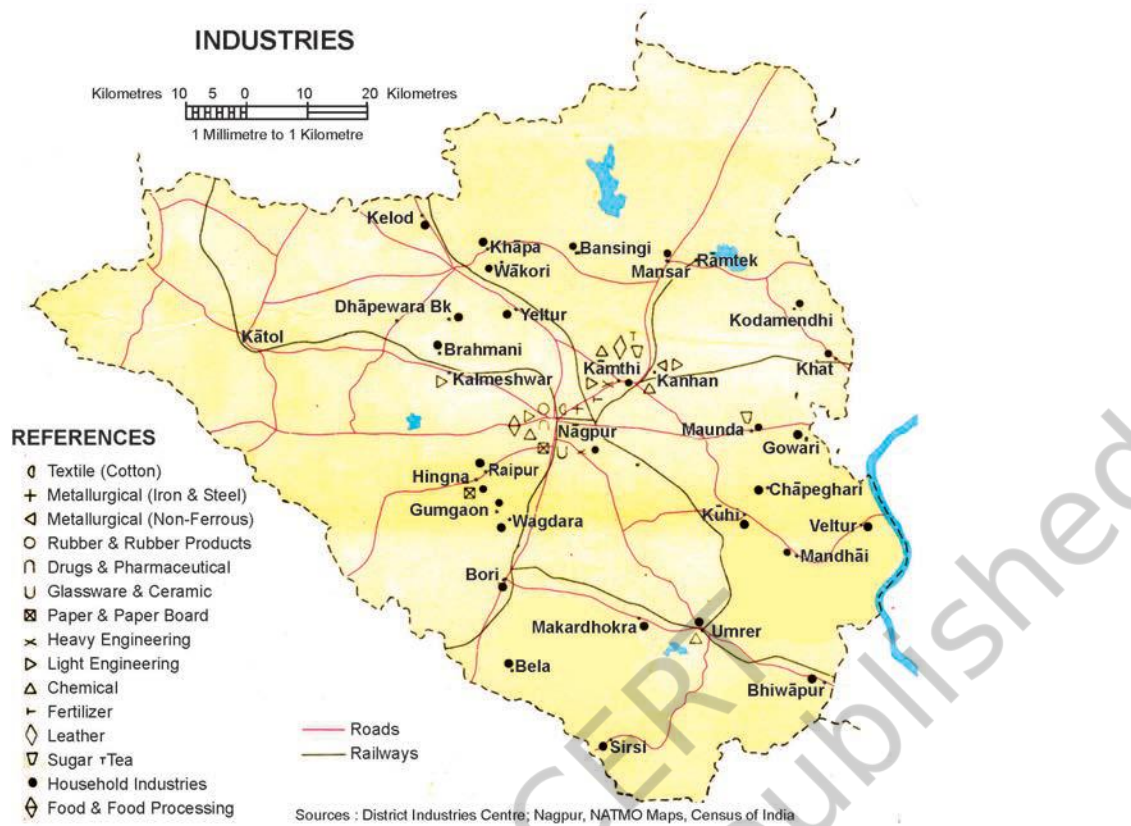 INDUSTRIES
Kilometres 10 5 0 10 20 Kilometres
1 Millimetre to 1 Kilometre
Kelod
Khāpa
Bansingi
Wākori
Mansar
Rāmtek
Dhāpewara Bk
Yeltur
Kodamendhi
Kātol
Brahmani
Kāmthi
Khat
Kalmeshwar
Kanhan
Nāgpur
Maunda
Gowari
Hingna
Raipur
Chāpeghari
Gumgaon
Wagdara
Kūhi
Veltur
Mandhāi
Bori
Makardhokra
Umrer
Bela
Bhiwāpur
Sirsi
REFERENCES
Textile (Cotton)
Metallurgical (Iron & Steel)
Metallurgical (Non-Ferrous)
Rubber & Rubber Products
Drugs & Pharmaceutical
Glassware & Ceramic
Paper & Paper Board
Heavy Engineering
Light Engineering
Chemical
Fertilizer
Leather
Sugar т Tea
Household Industries
Food & Food Processing
Roads
Railways
Sources : District Industries Centre; Nagpur, NATMO Maps, Census of India
CERT
published